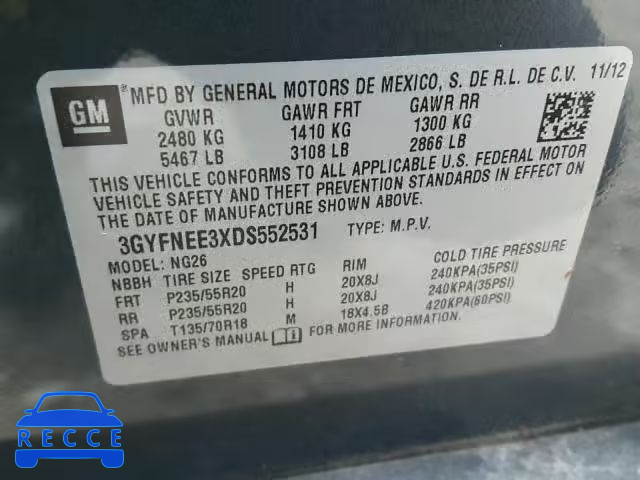 GM
MFD BY GENERAL MOTORS DE MEXICO, S. DE R.L. DE C.V. 11/12
GVWR GAWR FRT GAWR RR
2480 KG 1410 KG 1300 KG
5467 LB 3108 LB 2866 LB
THIS VEHICLE CONFORMS TO ALL APPLICABLE U.S. FEDERAL MOTOR
VEHICLE SAFETY AND THEFT PREVENTION STANDARDS IN EFFECT ON
THE DATE OF MANUFACTURE SHOWN ABOVE.
3GYFNEE3XDS552531 TYPE: M.P.V.
MODEL: NG26
NBBH TIRE SIZE SPEED RTG RIM COLD TIRE PRESSURE
FRT P235/55R20 H 20X8J 240KPA(35PSI)
RR P235/55R20 H 20X8J 240KPA(35PSI)
SPA T135/70R18 M 18X4.5B 420KPA(60PSI)
SEE OWNER'S MANUAL FOR MORE INFORMATION.
FORCE AUTO